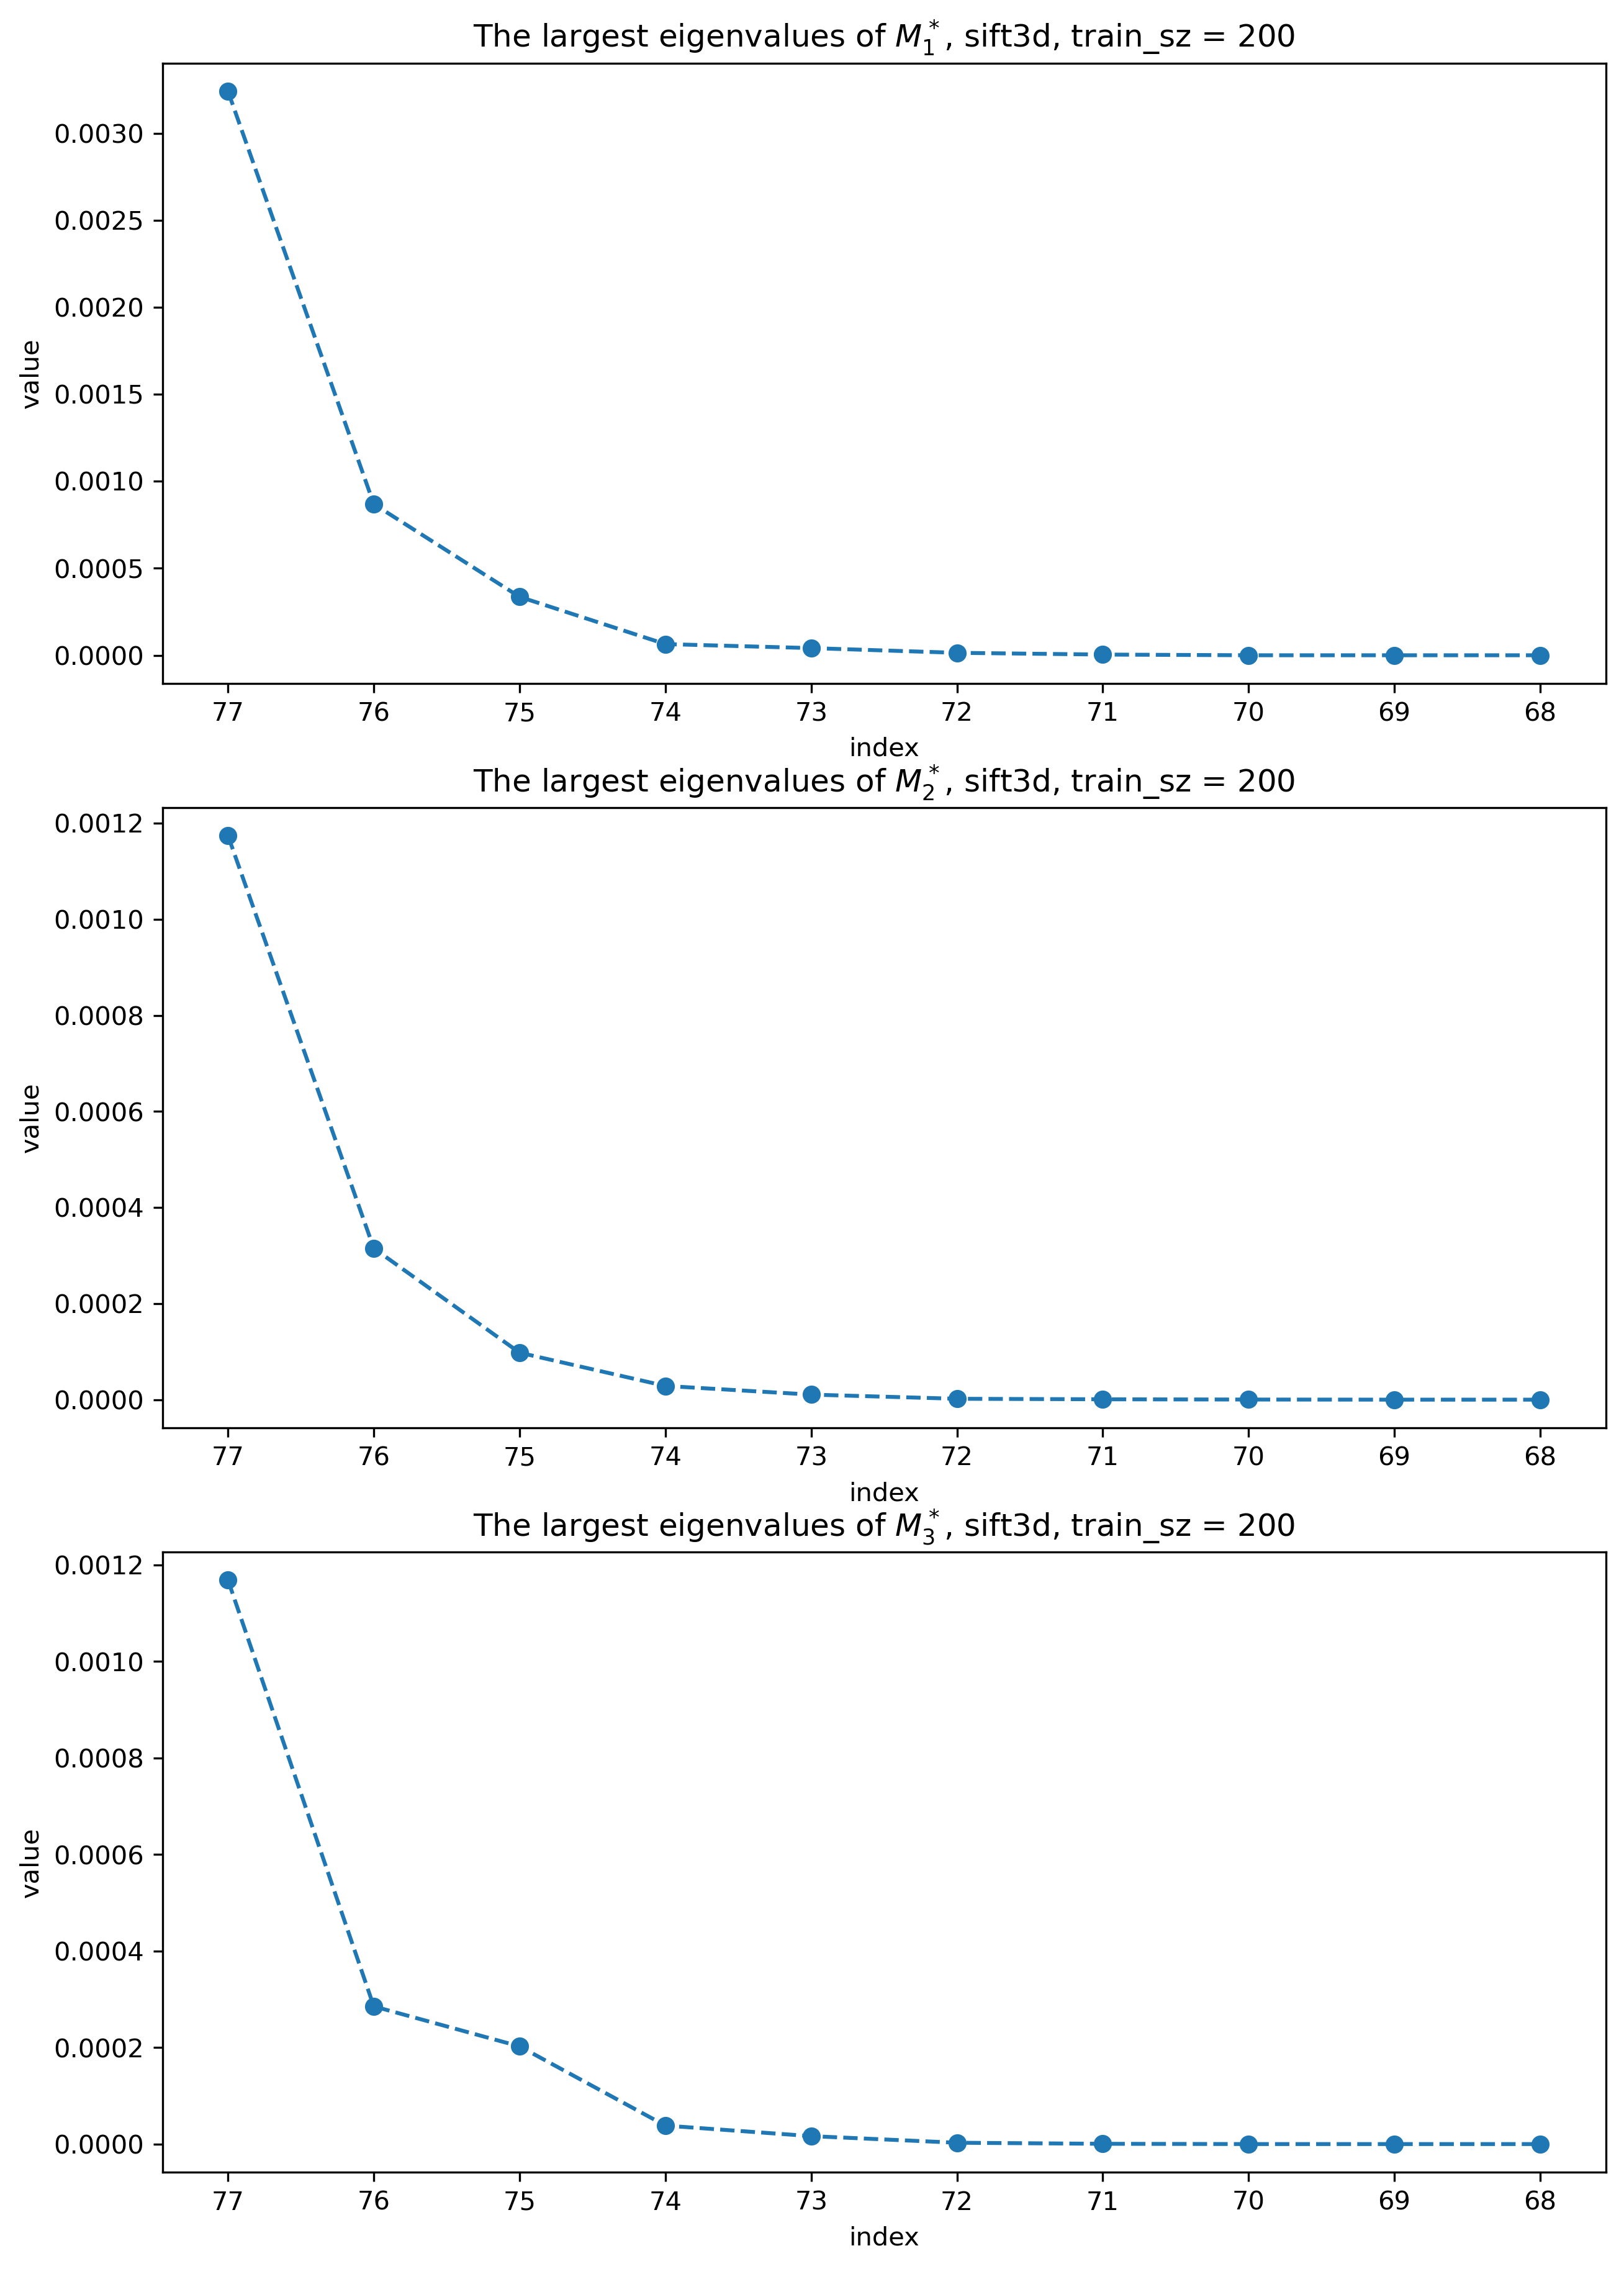 The largest eigenvalues of M₁*, sift3d, train_sz = 200
0.0030
0.0025
0.0020
0.0015
0.0010
0.0005
0.0000
value
77 76 75 74 73 72 71 70 69 68
index
The largest eigenvalues of M₂*, sift3d, train_sz = 200
0.0012
0.0010
0.0008
0.0006
0.0004
0.0002
0.0000
value
77 76 75 74 73 72 71 70 69 68
index
The largest eigenvalues of M₃*, sift3d, train_sz = 200
0.0012
0.0010
0.0008
0.0006
0.0004
0.0002
0.0000
value
77 76 75 74 73 72 71 70 69 68
index